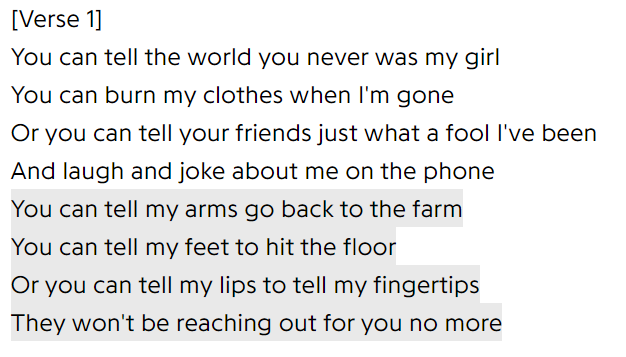 [Verse 1]
You can tell the world you never was my girl
You can burn my clothes when I'm gone
Or you can tell your friends just what a fool I've been
And laugh and joke about me on the phone
You can tell my arms go back to the farm
You can tell my feet to hit the floor
Or you can tell my lips to tell my fingertips
They won't be reaching out for you no more